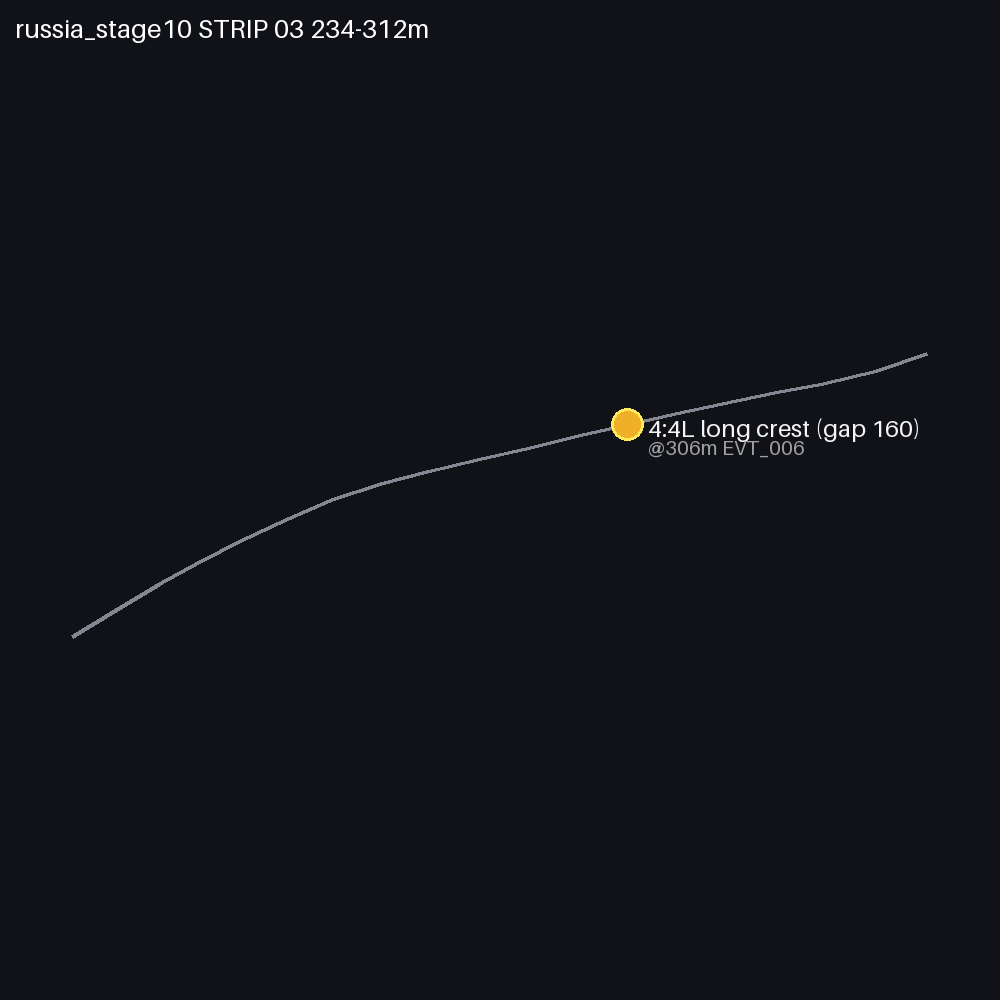 russia_stage10 STRIP 03 234-312m
4:4L long crest (gap 160)
@306m EVT_006